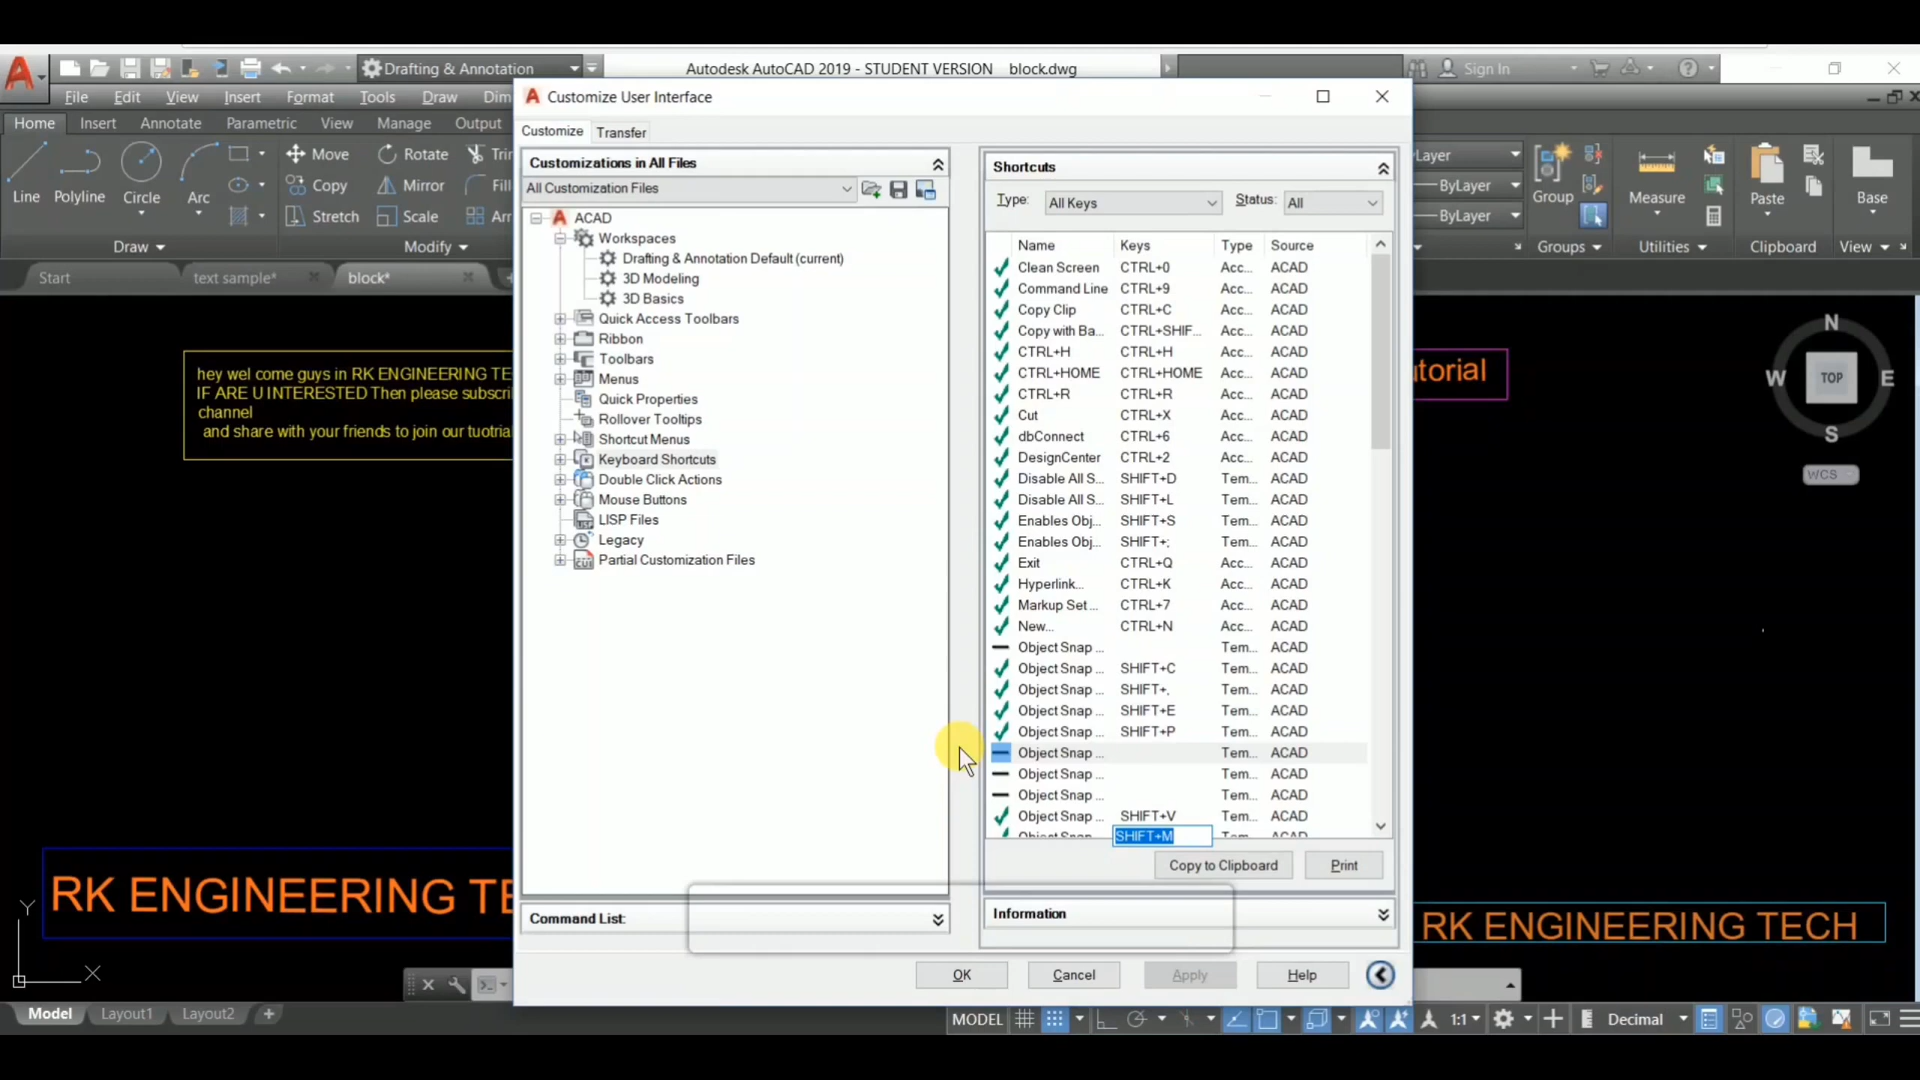 Drafting & Annotation
Autodesk AutoCAD 2019 - STUDENT VERSION block.dwg
Sign In
File Edit View Insert Format Tools Draw Dim
Customize User Interface
Home Insert Annotate Parametric View Manage Output
Customize Transfer
Customizations in All Files
Shortcuts
All Customization Files
Type: All Keys Status: All
Move Rotate Trim
Copy Mirror Fill
Stretch Scale Arr
Line Polyline Circle Arc
Draw Modify
ByLayer
ByLayer
Group Measure Paste Base
Groups Utilities Clipboard View
Start text sample* block*
ACAD
Workspaces
Drafting & Annotation Default (current)
3D Modeling
3D Basics
Quick Access Toolbars
Ribbon
Toolbars
Menus
Quick Properties
Rollover Tooltips
Shortcut Menus
Keyboard Shortcuts
Double Click Actions
Mouse Buttons
LISP Files
Legacy
Partial Customization Files
Name Keys Type Source
Clean Screen CTRL+0 Acc... ACAD
Command Line CTRL+9 Acc... ACAD
Copy Clip CTRL+C Acc... ACAD
Copy with Ba... CTRL+SHIF... Acc... ACAD
CTRL+H CTRL+H Acc... ACAD
CTRL+HOME CTRL+HOME Acc... ACAD
CTRL+R CTRL+R Acc... ACAD
Cut CTRL+X Acc... ACAD
dbConnect CTRL+6 Acc... ACAD
DesignCenter CTRL+2 Acc... ACAD
Disable All S... SHIFT+D Tem... ACAD
Disable All S... SHIFT+L Tem... ACAD
Enables Obj... SHIFT+S Tem... ACAD
Enables Obj... SHIFT+; Tem... ACAD
Exit CTRL+Q Acc... ACAD
Hyperlink... CTRL+K Acc... ACAD
Markup Set ... CTRL+7 Acc... ACAD
New... CTRL+N Acc... ACAD
Object Snap ... Tem... ACAD
Object Snap ... SHIFT+C Tem... ACAD
Object Snap ... SHIFT+, Tem... ACAD
Object Snap ... SHIFT+E Tem... ACAD
Object Snap ... SHIFT+P Tem... ACAD
Object Snap ... Tem... ACAD
Object Snap ... Tem... ACAD
Object Snap ... Tem... ACAD
Object Snap ... SHIFT+V Tem... ACAD
Object Snap ... SHIFT+M Tem... ACAD
Copy to Clipboard Print
Command List: Information
OK Cancel Apply Help
hey wel come guys in RK ENGINEERING TE
IF ARE U INTERESTED Then please subscri
channel
and share with your friends to join our tuotria
utorial
N
W TOP E
S
WCS
RK ENGINEERING TE
RK ENGINEERING TECH
Y
X
Model Layout1 Layout2
MODEL 1:1 Decimal